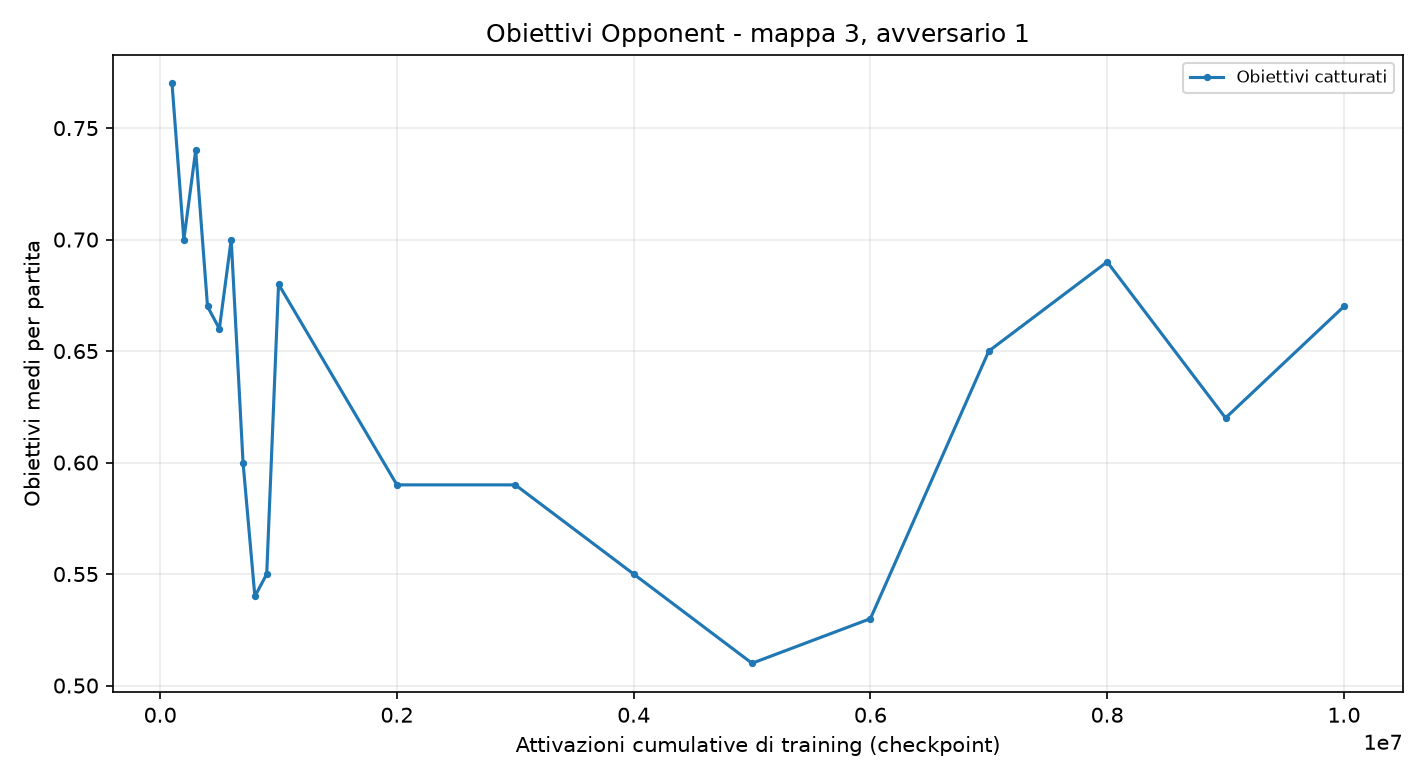 Obiettivi Opponent - mappa 3, avversario 1
Obiettivi catturati
Obiettivi medi per partita
0.75
0.70
0.65
0.60
0.55
0.50
0.0 0.2 0.4 0.6 0.8 1.0
1e7
Attivazioni cumulative di training (checkpoint)